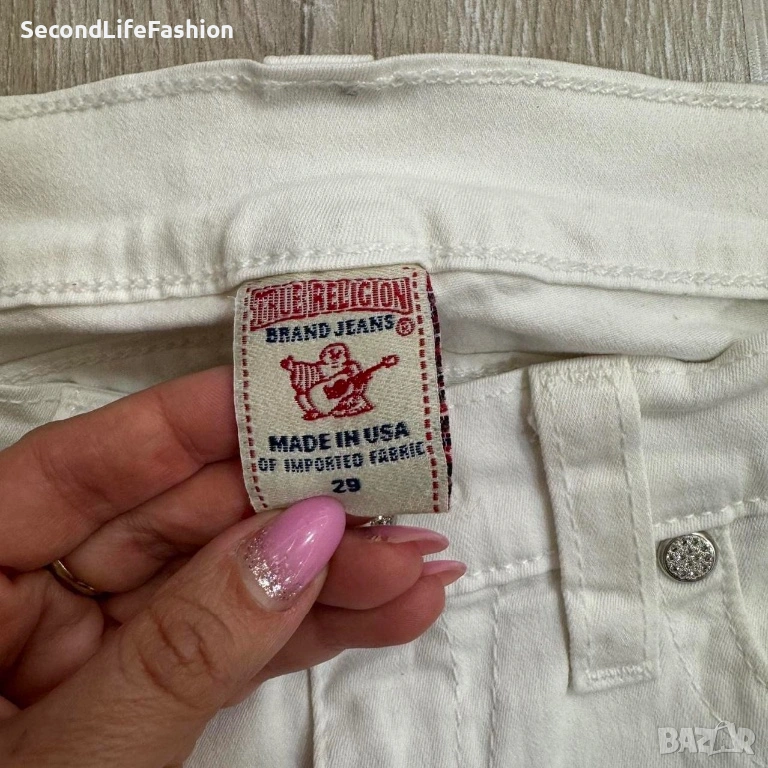 SecondLifeFashion
TRUE RELIGION
BRAND JEANS ®
MADE IN USA
OF IMPORTED FABRIC
29
BAZAR